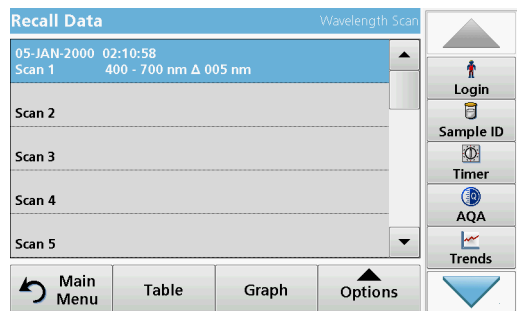 Recall Data
Wavelength Scan
05-JAN-2000 02:10:58
Scan 1 400 - 700 nm Δ 005 nm
Scan 2
Scan 3
Scan 4
Scan 5
Login
Sample ID
Timer
AQA
Trends
Main
Menu
Table
Graph
Options